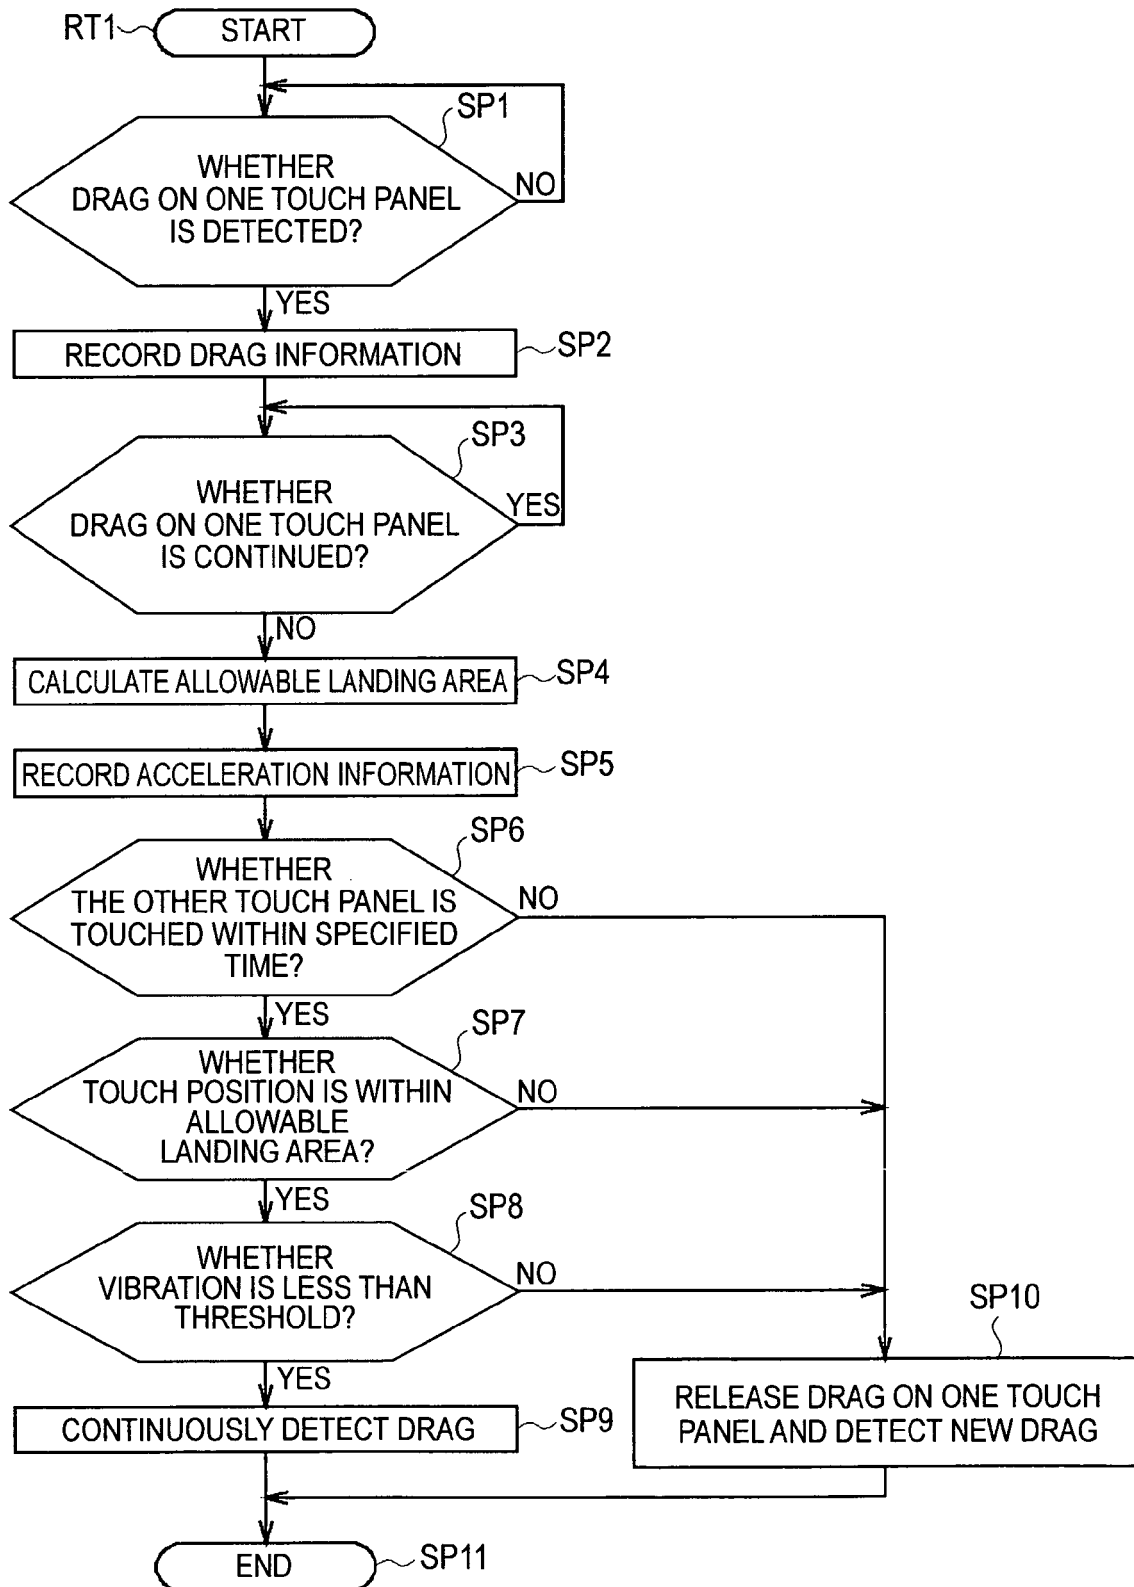 RT1
START
SP1
WHETHER
DRAG ON ONE TOUCH PANEL
IS DETECTED?
NO
YES
RECORD DRAG INFORMATION
SP2
SP3
WHETHER
DRAG ON ONE TOUCH PANEL
IS CONTINUED?
YES
NO
CALCULATE ALLOWABLE LANDING AREA
SP4
RECORD ACCELERATION INFORMATION
SP5
SP6
WHETHER
THE OTHER TOUCH PANEL IS
TOUCHED WITHIN SPECIFIED
TIME?
NO
YES
SP7
WHETHER
TOUCH POSITION IS WITHIN
ALLOWABLE
LANDING AREA?
NO
YES
SP8
WHETHER
VIBRATION IS LESS THAN
THRESHOLD?
NO
YES
SP10
RELEASE DRAG ON ONE TOUCH
PANEL AND DETECT NEW DRAG
CONTINUOUSLY DETECT DRAG
SP9
END
SP11